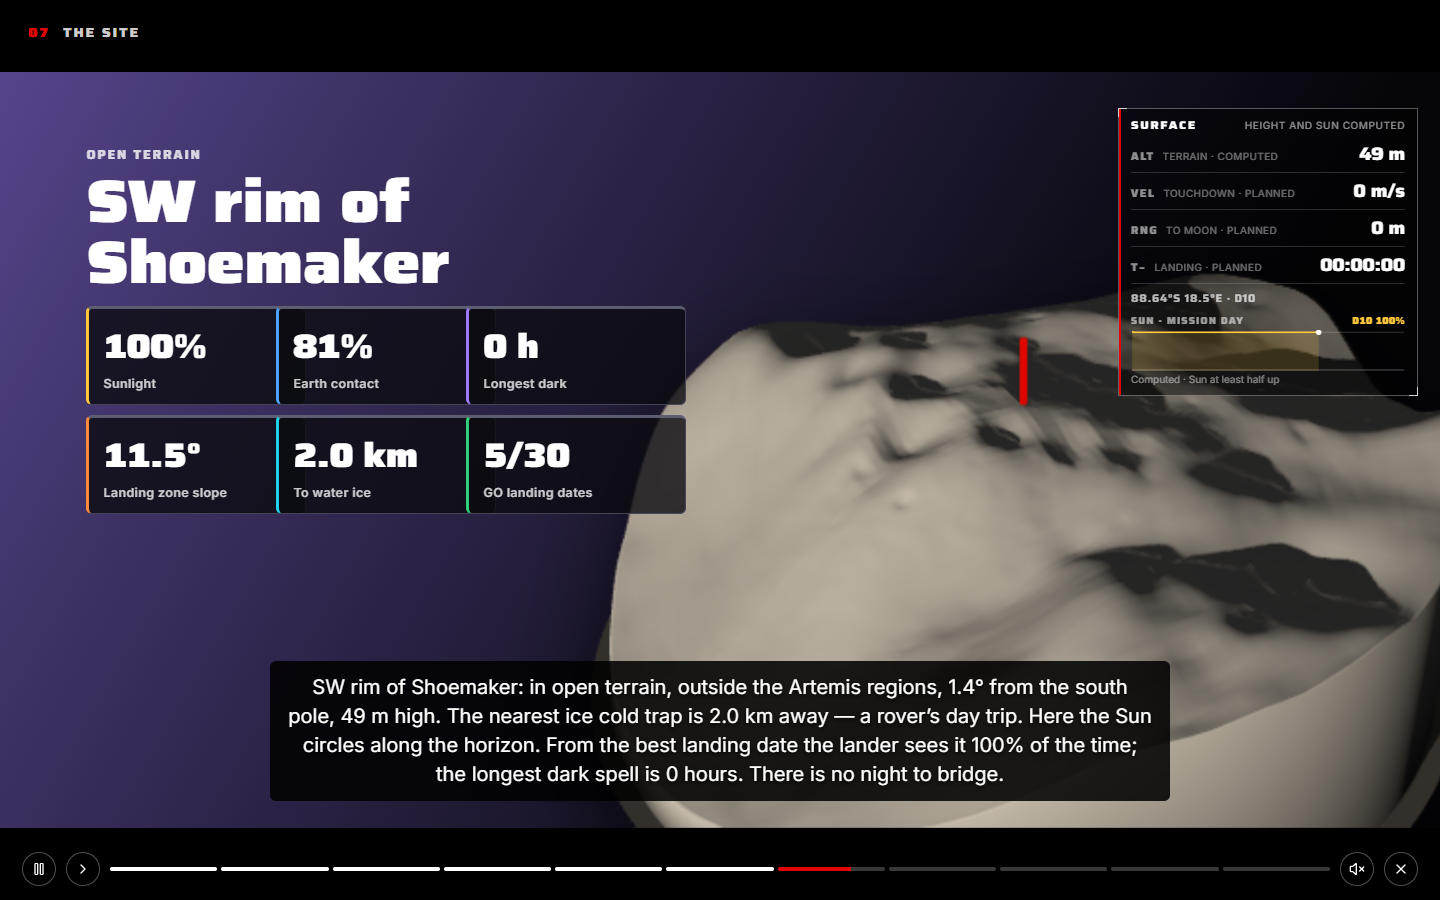 07 THE SITE
OPEN TERRAIN
SW rim of
Shoemaker
100%
Sunlight
81%
Earth contact
0 h
Longest dark
11.5°
Landing zone slope
2.0 km
To water ice
5/30
GO landing dates
SURFACE HEIGHT AND SUN COMPUTED
ALT TERRAIN · COMPUTED 49 m
VEL TOUCHDOWN · PLANNED 0 m/s
RNG TO MOON · PLANNED 0 m
T- LANDING · PLANNED 00:00:00
88.64°S 18.5°E · D10
SUN · MISSION DAY D10 100%
Computed · Sun at least half up
SW rim of Shoemaker: in open terrain, outside the Artemis regions, 1.4° from the south
pole, 49 m high. The nearest ice cold trap is 2.0 km away — a rover’s day trip. Here the Sun
circles along the horizon. From the best landing date the lander sees it 100% of the time;
the longest dark spell is 0 hours. There is no night to bridge.